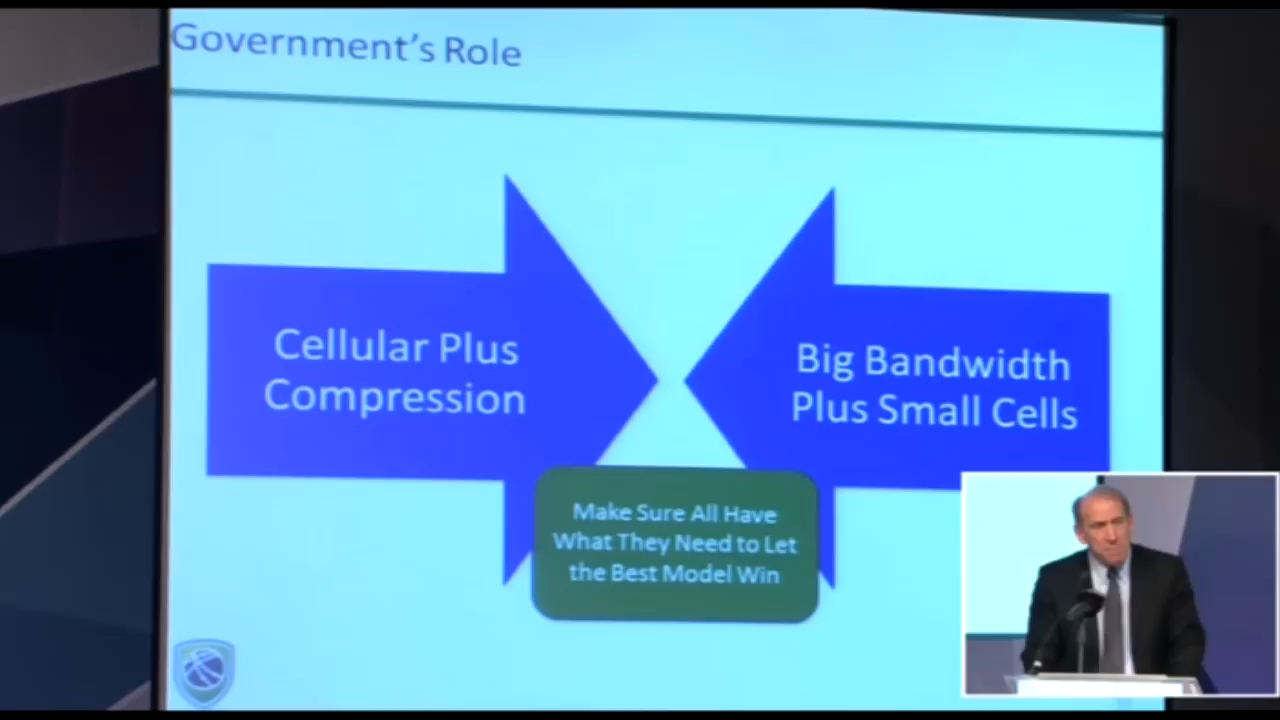 Government's Role
Cellular Plus
Compression
Big Bandwidth
Plus Small Cells
Make Sure All Have
What They Need to Let
the Best Model Win